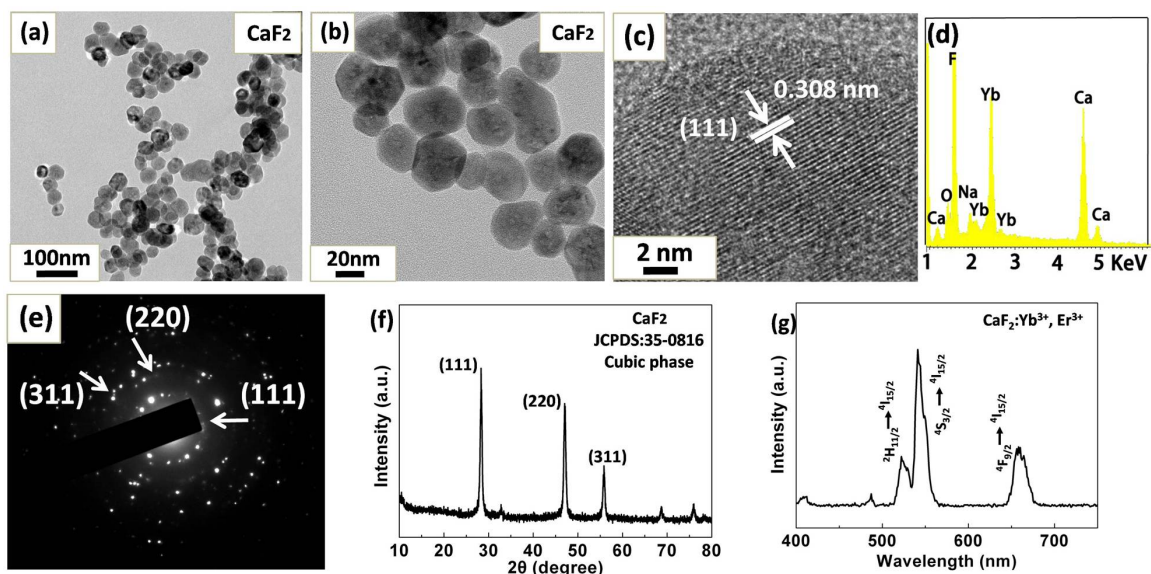 (a)
CaF2
100nm
(b)
CaF2
20nm
(c)
0.308 nm
(111)
2 nm
(d)
F
Yb
Ca
O
Na
Yb
Yb
Ca
Ca
1 2 3 4 5 KeV
(e)
(220)
(311)
(111)
(f)
CaF2
JCPDS:35-0816
Cubic phase
(111)
(220)
(311)
Intensity (a.u.)
10 20 30 40 50 60 70 80
2θ (degree)
(g)
CaF₂:Yb³⁺, Er³⁺
²H₁₁/₂ → ⁴I₁₅/₂
⁴S₃/₂ → ⁴I₁₅/₂
⁴F₉/₂ → ⁴I₁₅/₂
Intensity (a.u.)
400 500 600 700
Wavelength (nm)